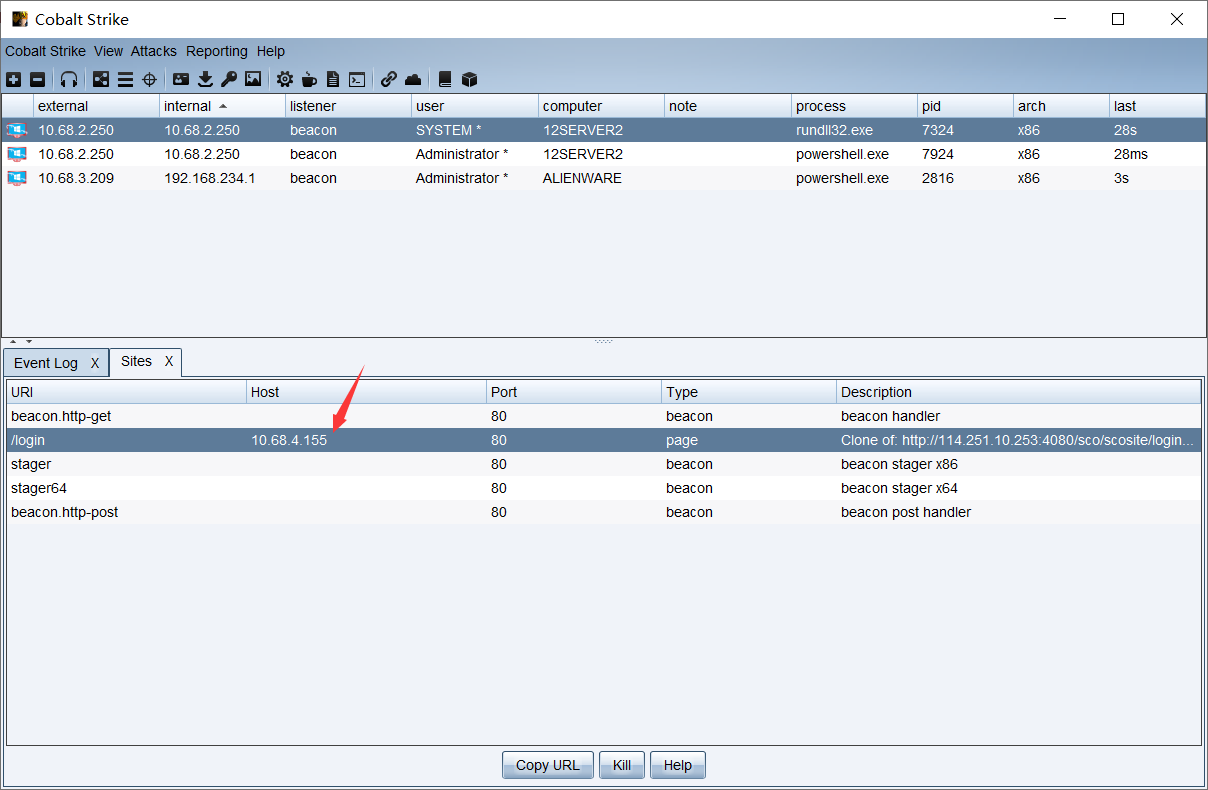 Cobalt Strike
Cobalt Strike View Attacks Reporting Help
external internal listener user computer note process pid arch last
10.68.2.250 10.68.2.250 beacon SYSTEM * 12SERVER2 rundll32.exe 7324 x86 28s
10.68.2.250 10.68.2.250 beacon Administrator * 12SERVER2 powershell.exe 7924 x86 28ms
10.68.3.209 192.168.234.1 beacon Administrator * ALIENWARE powershell.exe 2816 x86 3s
Event Log X Sites X
URI Host Port Type Description
beacon.http-get 80 beacon beacon handler
/login 10.68.4.155 80 page Clone of: http://114.251.10.253:4080/sco/scosite/login...
stager 80 beacon beacon stager x86
stager64 80 beacon beacon stager x64
beacon.http-post 80 beacon beacon post handler
Copy URL Kill Help